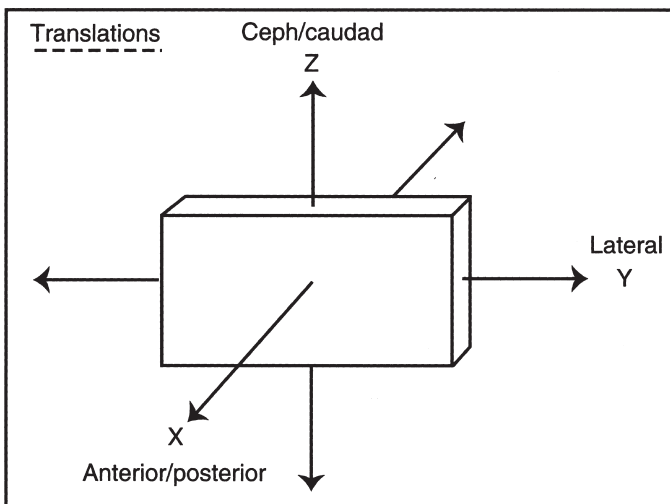 Translations
Ceph/caudad
Z
Lateral
Y
X
Anterior/posterior